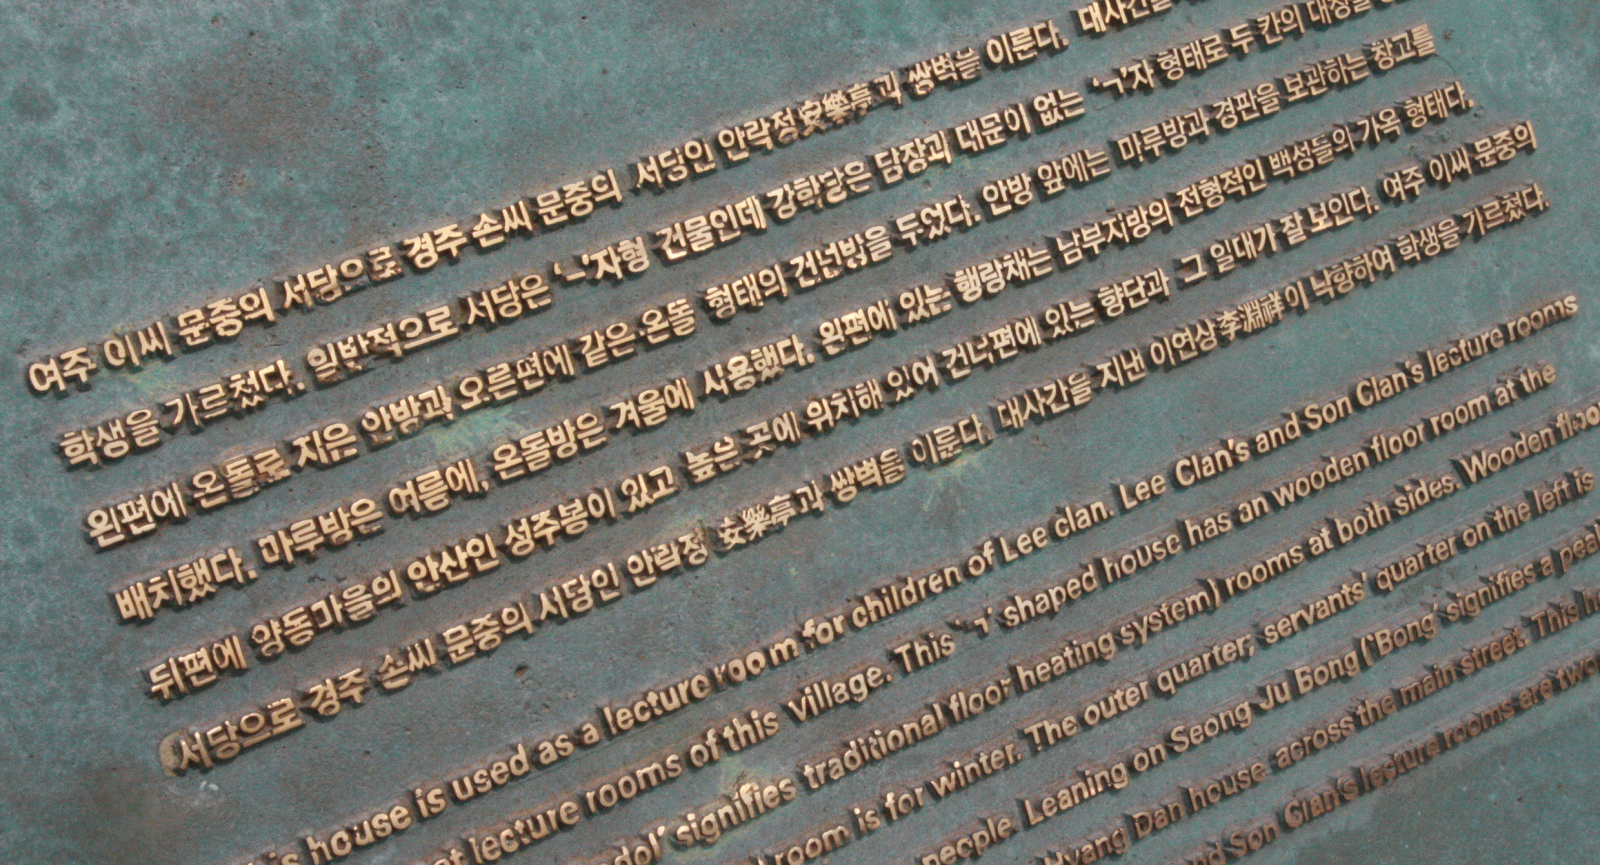 여주 이씨 문중의 서당으로 경주 손씨 문중의 서당인 안락정安樂亭과 쌍벽을 이룬다. 대사간을
학생을 가르쳤다. 일반적으로 서당은 ‘ㅡ’자형 건물인데 강학당은 담장과 대문이 없는 ‘ㄱ’자 형태로 두 칸의 대청을
왼편에 온돌로 지은 안방과 오른편에 같은 온돌 형태의 건넌방을 두었다. 안방 앞에는 마루방과 경판을 보관하는 창고를
배치했다. 마루방은 여름에, 온돌방은 겨울에 사용했다. 왼편에 있는 행랑채는 남부지방의 전형적인 백성들의 가옥 형태다.
뒤편에 양동마을의 안산인 성주봉이 있고 높은 곳에 위치해 있어 건너편에 있는 향단과 그 일대가 잘 보인다. 여주 이씨 문중의
서당으로 경주 손씨 문중의 서당인 안락정 安樂亭과 쌍벽을 이룬다. 대사간을 지낸 이연상李淵祥이 낙향하여 학생을 가르쳤다.
house is used as a lecture room for children of Lee clan. Lee Clan's and Son Clan's lecture rooms
lecture rooms of this Village. This ‘ㄱ’ shaped house has an wooden floor room at the
signifies traditional floor heating system) rooms at both sides. Wooden floor
room is for winter. The outer quarter, servants' quarter on the left is
people. Leaning on Seong Ju Bong (‘Bong’ signifies a peak
Hyang Dan house across the main street. This
and Son Clan's lecture rooms are two